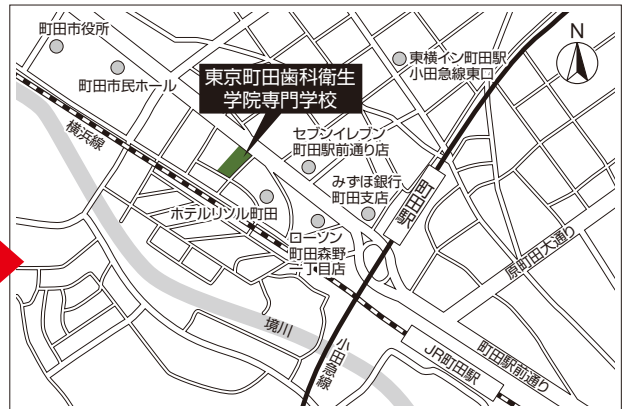 町田市役所
町田市民ホール
東京町田歯科衛生
学院専門学校
東横イン町田駅
小田急線東口
N
横浜線
セブンイレブン
町田駅前通り店
みずほ銀行
町田支店
町田駅
ホテルリソル町田
ローソン
町田森野
一丁目店
原町田大通り
境川
小田急線
JR町田駅
町田駅前通り